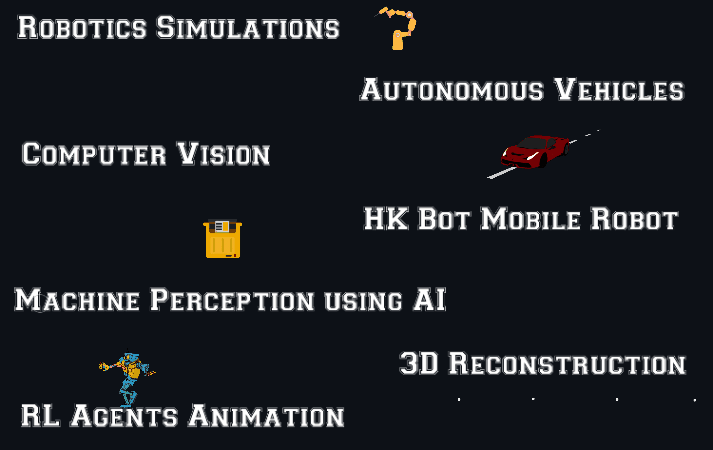 Robotics Simulations
Autonomous Vehicles
Computer Vision
HK Bot Mobile Robot
Machine Perception using AI
3D Reconstruction
RL Agents Animation